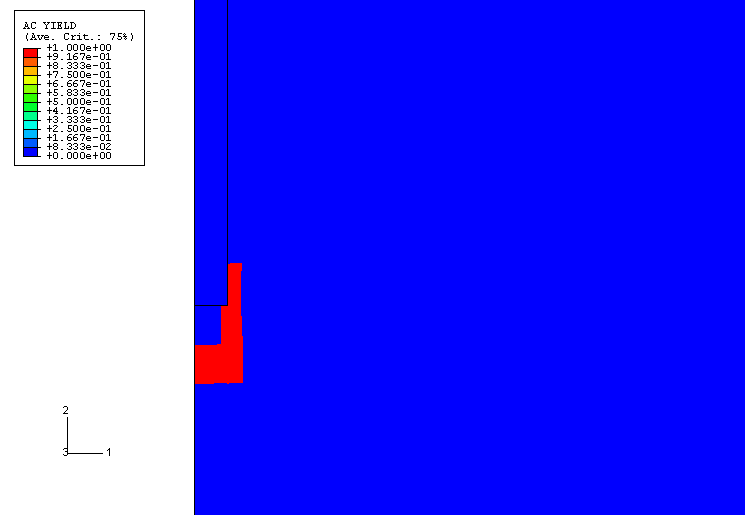 AC YIELD
(Ave. Crit.: 75%)
+1.000e+00
+9.167e-01
+8.333e-01
+7.500e-01
+6.667e-01
+5.833e-01
+5.000e-01
+4.167e-01
+3.333e-01
+2.500e-01
+1.667e-01
+8.333e-02
+0.000e+00
2
3 1